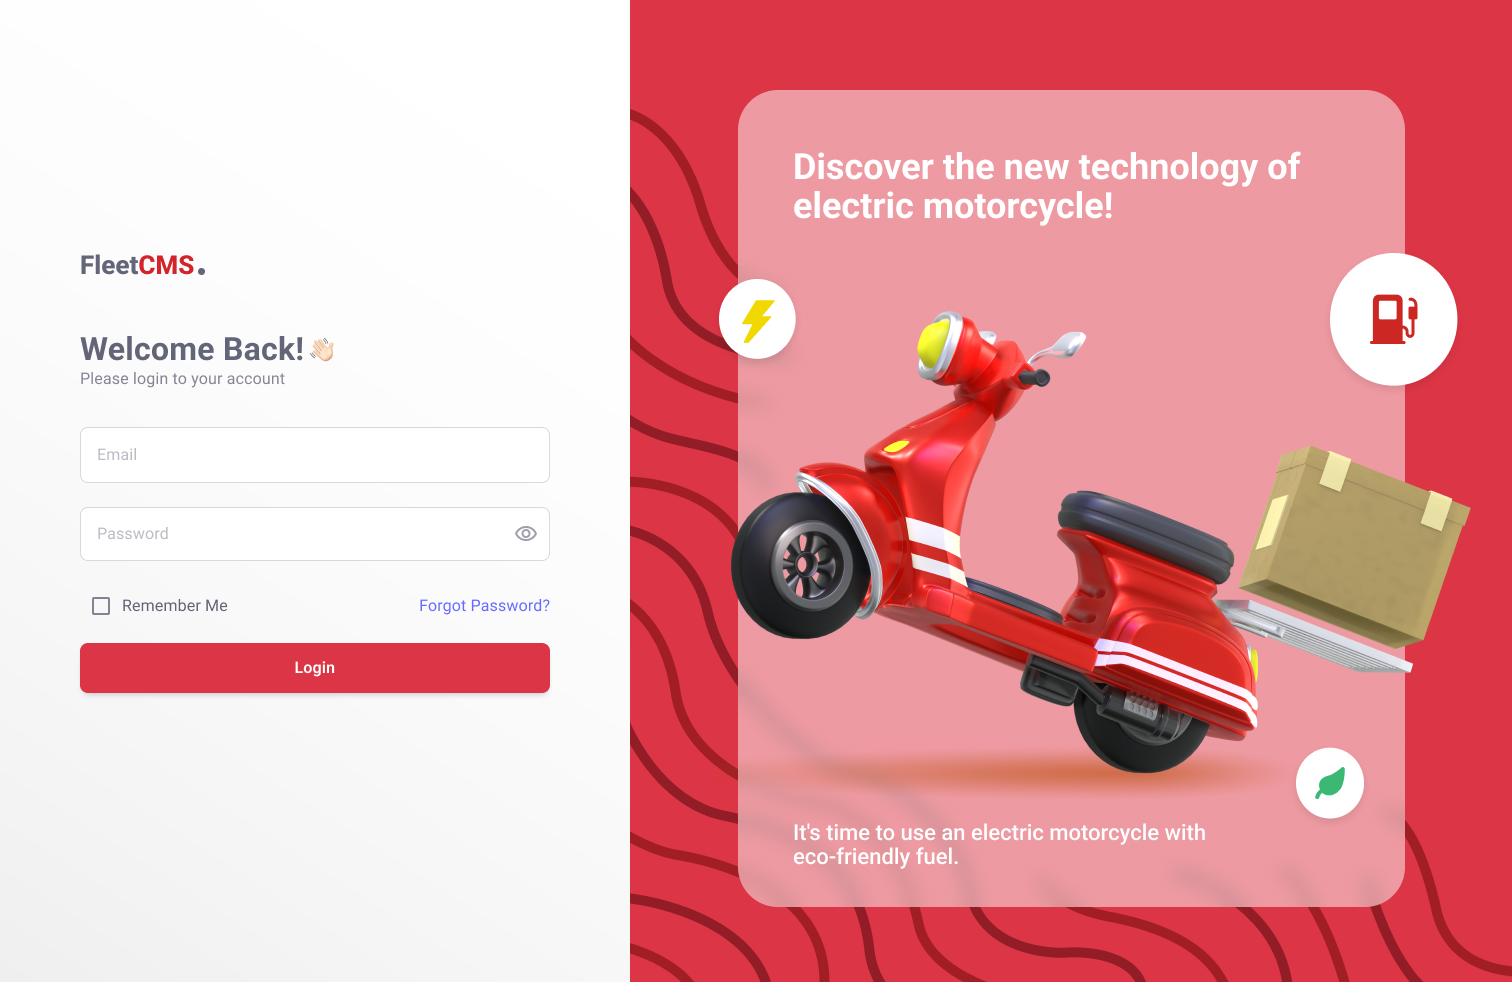 FleetCMS.
Welcome Back!👋🏻
Please login to your account
Email
Password
Remember Me
Forgot Password?
Login
Discover the new technology of
electric motorcycle!
It's time to use an electric motorcycle with
eco-friendly fuel.